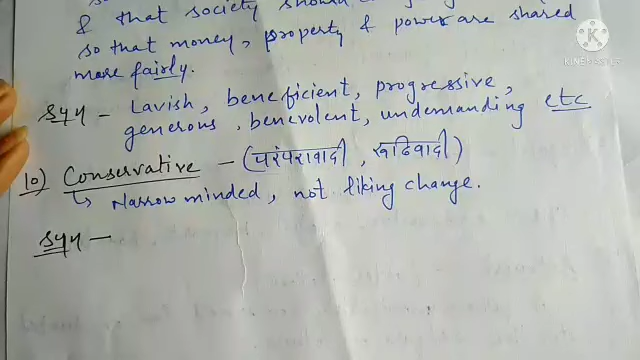 & that society should
so that money, property & power are shared
more fairly.
Syn - Lavish, beneficient, progressive,
generous, benevolent, undemanding etc
10) Conservative - (परंपरावादी, रूढिवादी)
↳ Narrow minded, not liking change.
Syn -
KINEMASTER